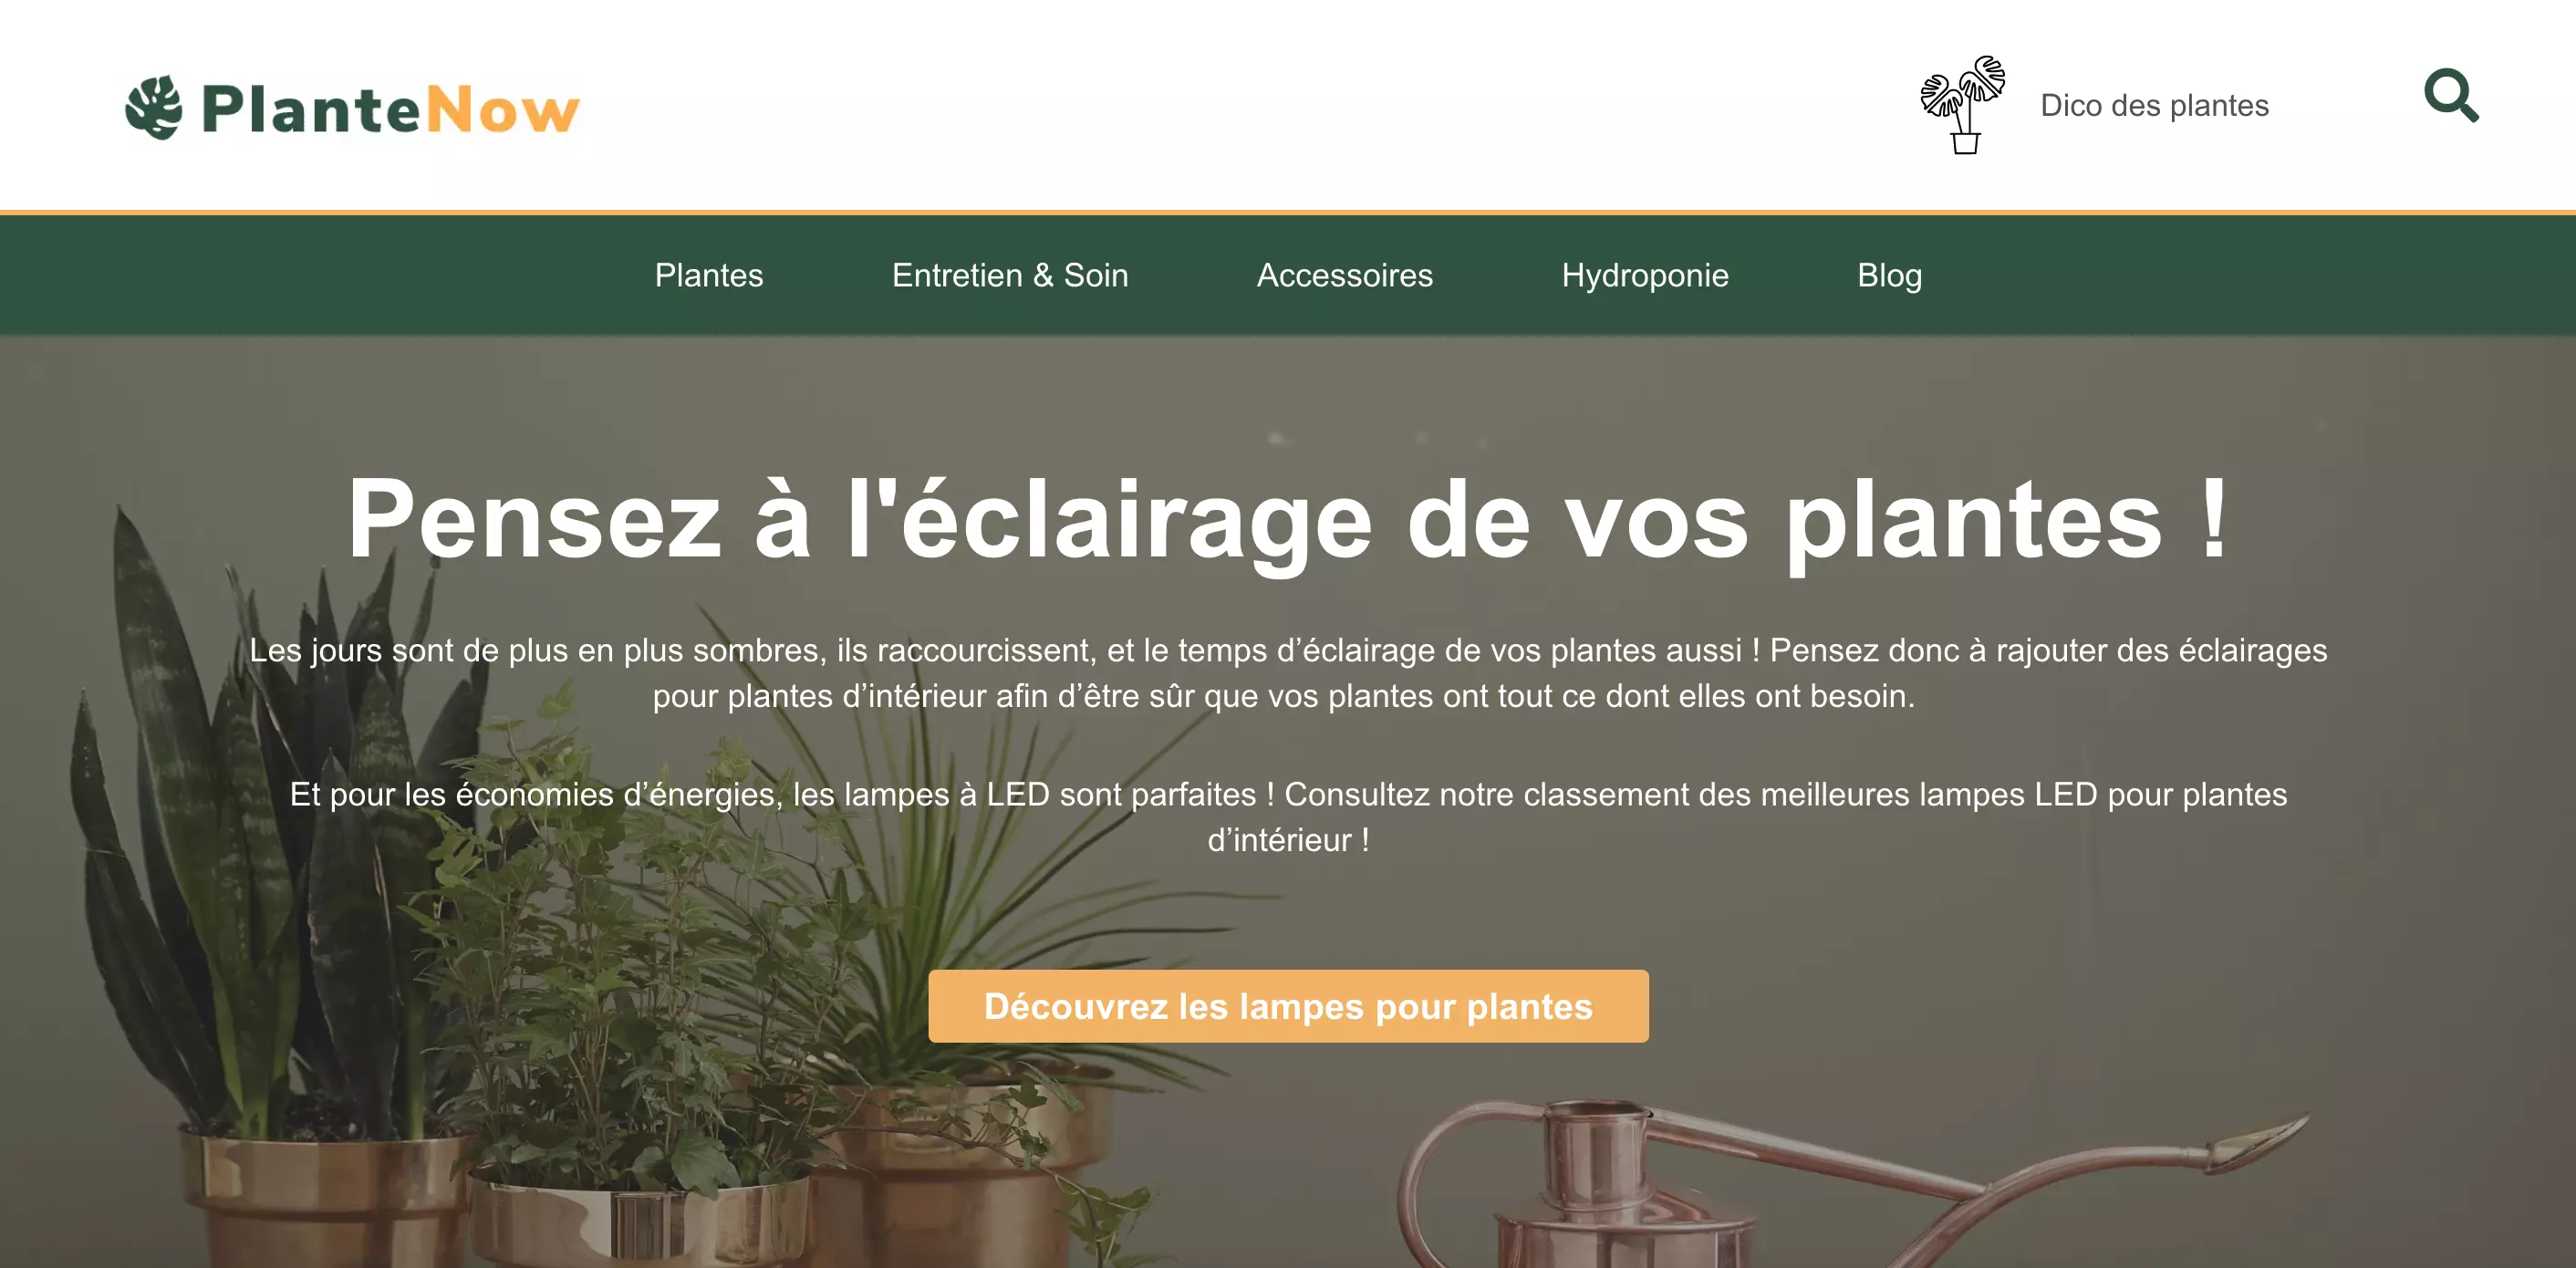 PlanteNow
Dico des plantes
Plantes
Entretien & Soin
Accessoires
Hydroponie
Blog
Pensez à l'éclairage de vos plantes !
Les jours sont de plus en plus sombres, ils raccourcissent, et le temps d’éclairage de vos plantes aussi ! Pensez donc à rajouter des éclairages
pour plantes d’intérieur afin d’être sûr que vos plantes ont tout ce dont elles ont besoin.
Et pour les économies d’énergies, les lampes à LED sont parfaites ! Consultez notre classement des meilleures lampes LED pour plantes
d’intérieur !
Découvrez les lampes pour plantes